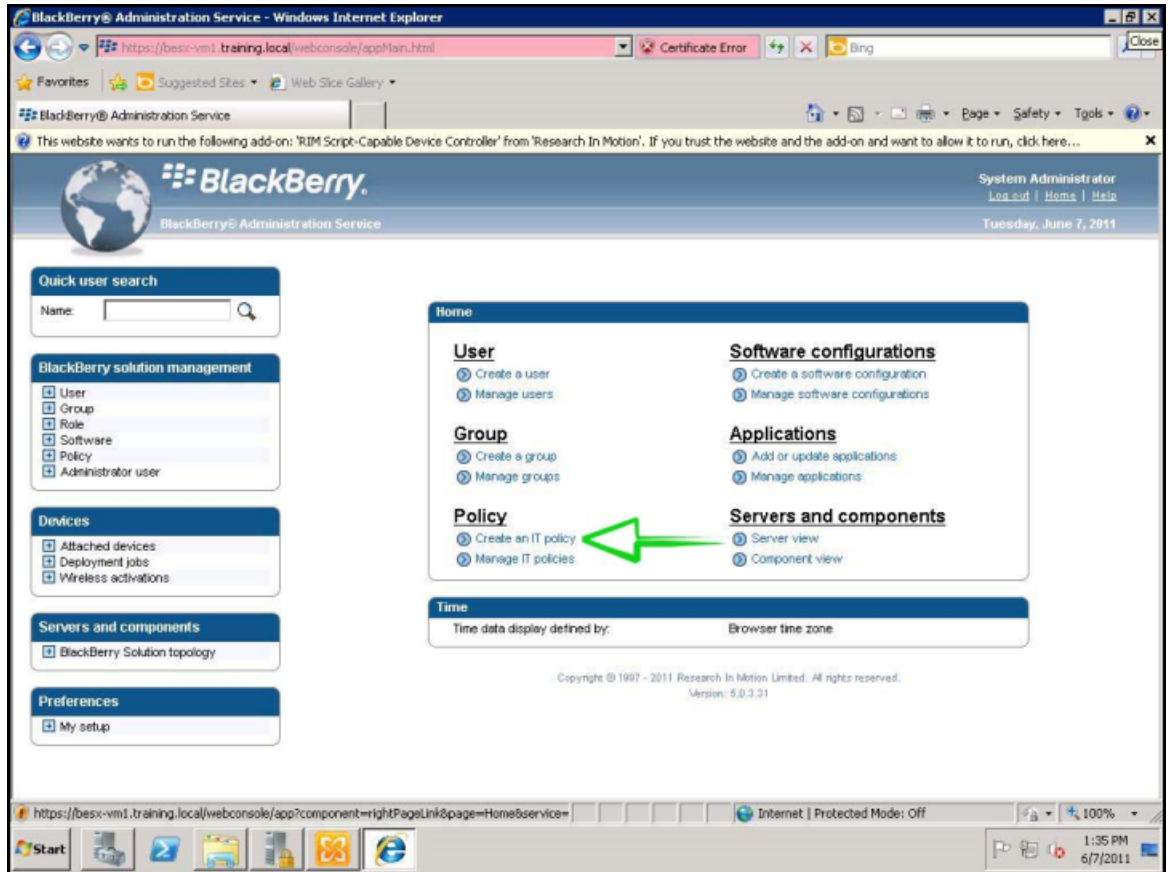 BlackBerry® Administration Service - Windows Internet Explorer
https://besx-vm1.training.local/webconsole/appMain.html
Certificate Error
Bing
Close
Favorites
Suggested Sites
Web Slice Gallery
BlackBerry® Administration Service
Page
Safety
Tools
This website wants to run the following add-on: 'RIM Script-Capable Device Controller' from 'Research In Motion'. If you trust the website and the add-on and want to allow it to run, click here...
BlackBerry.
System Administrator
Log out | Home | Help
BlackBerry® Administration Service
Tuesday, June 7, 2011
Quick user search
Name:
BlackBerry solution management
User
Group
Role
Software
Policy
Administrator user
Devices
Attached devices
Deployment jobs
Wireless activations
Servers and components
BlackBerry Solution topology
Preferences
My setup
Home
User
Create a user
Manage users
Software configurations
Create a software configuration
Manage software configurations
Group
Create a group
Manage groups
Applications
Add or update applications
Manage applications
Policy
Create an IT policy
Manage IT policies
Servers and components
Server view
Component view
Time
Time data display defined by:
Browser time zone
Copyright © 1997 - 2011 Research In Motion Limited. All rights reserved.
Version: 5.0.3.31
https://besx-vm1.training.local/webconsole/app?component=rightPageLink&page=Home&service=
Internet | Protected Mode: Off
100%
Start
1:35 PM
6/7/2011